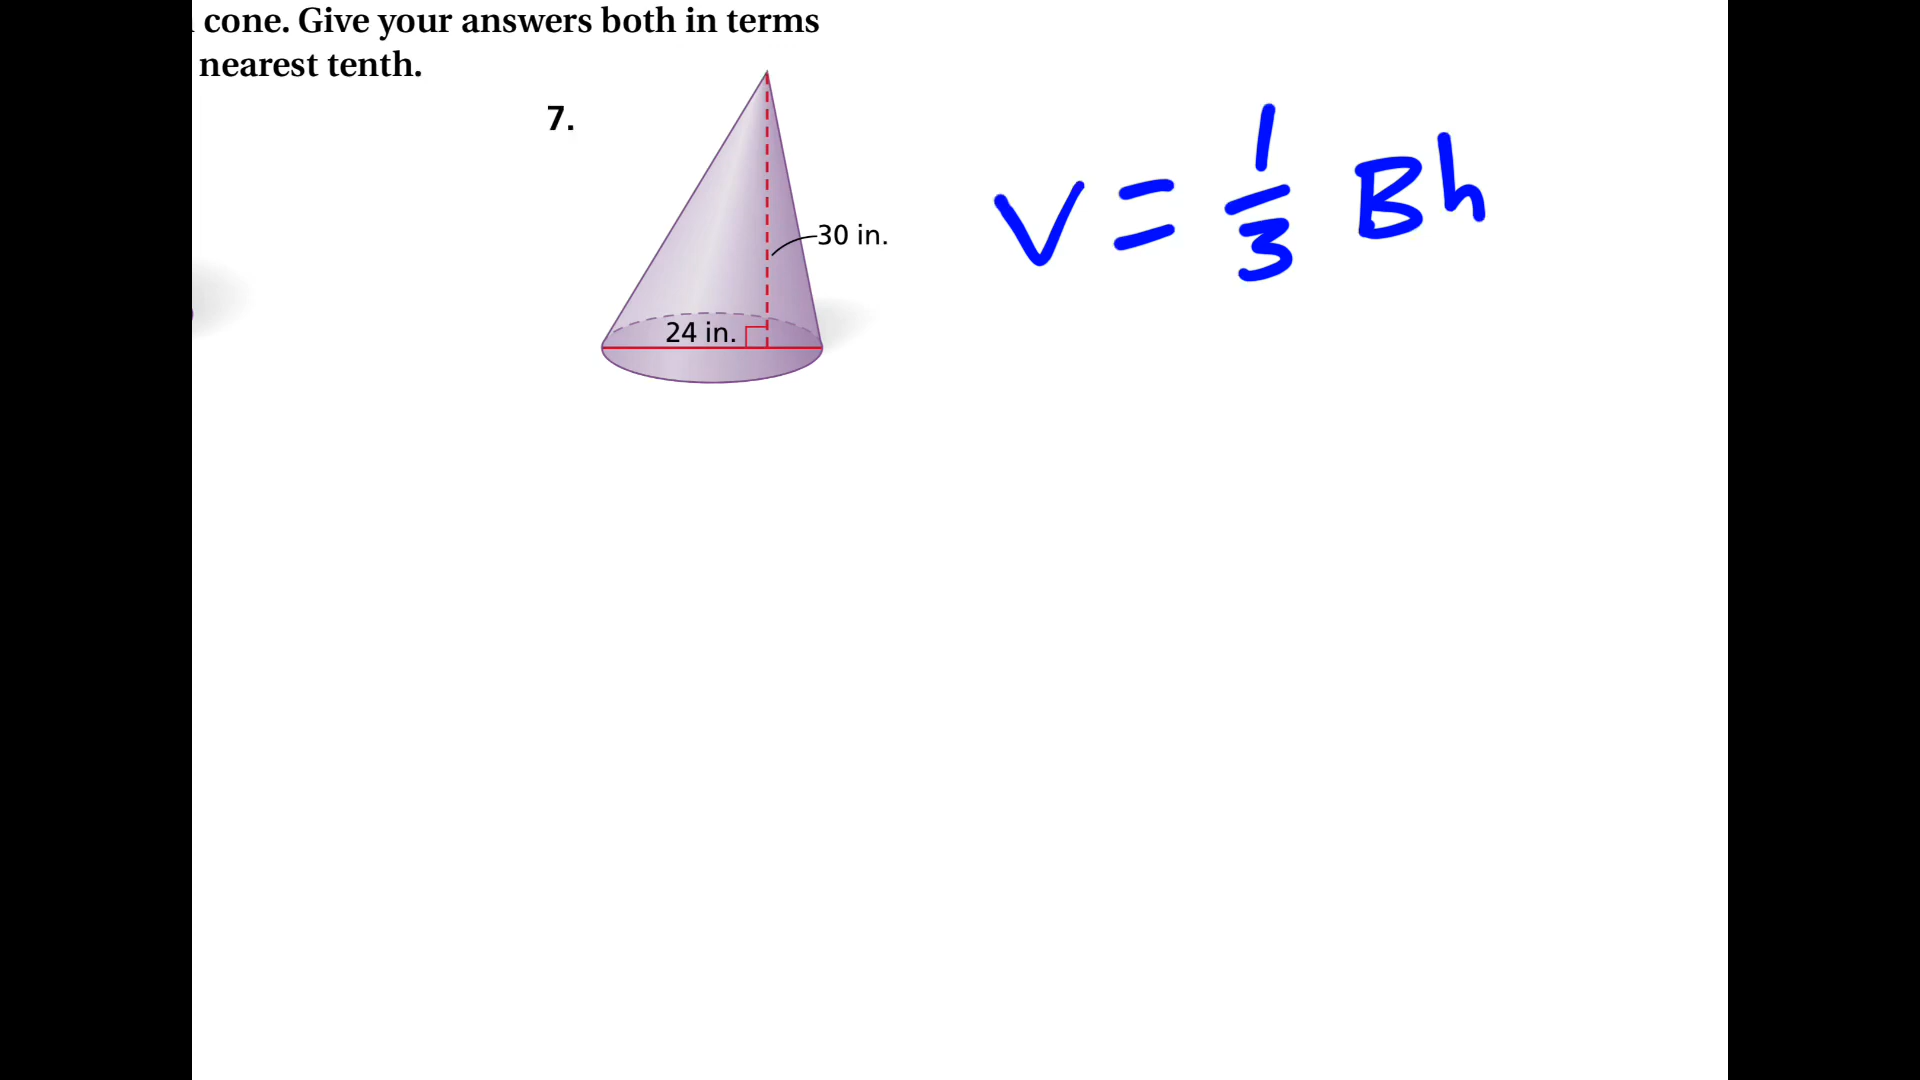 cone. Give your answers both in terms
nearest tenth.
7.
30 in.
24 in.
V = 1/3 Bh